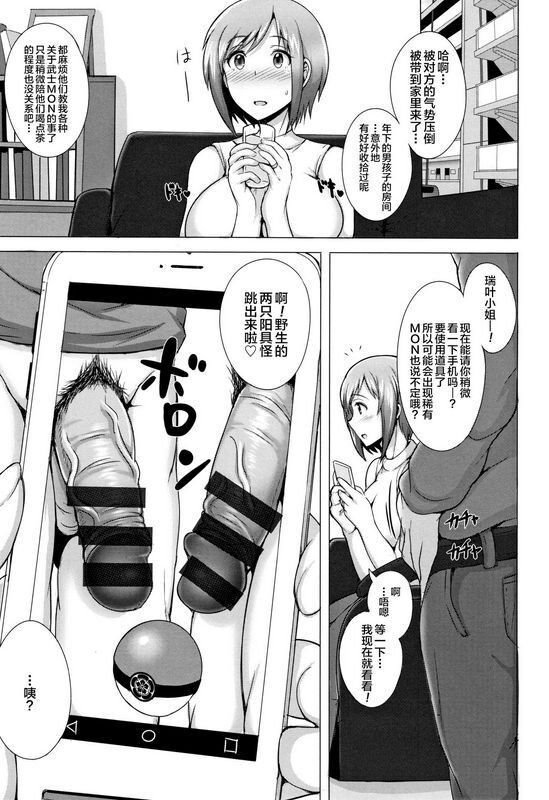 哈啊…
被对方的气势压倒
被带到家里来了…
年下的男孩子的房间
…意外地
有好好收拾过呢
都麻烦他们教我各种
关于武士MON的事了
只是稍微陪他们喝点茶
的程度也没关系吧…
はーっ
ドキ
ドキ
瑞叶小姐—!
现在能请你稍微
看一下手机吗—?
要使用道具了
所以可能会出现稀有
MON也说不定哦?
カチャ
カチャ
啊
…唔嗯
等一下…
我现在就看看!
啊!野生的
两只阳具怪
跳出来啦♡
ボロン
…咦?